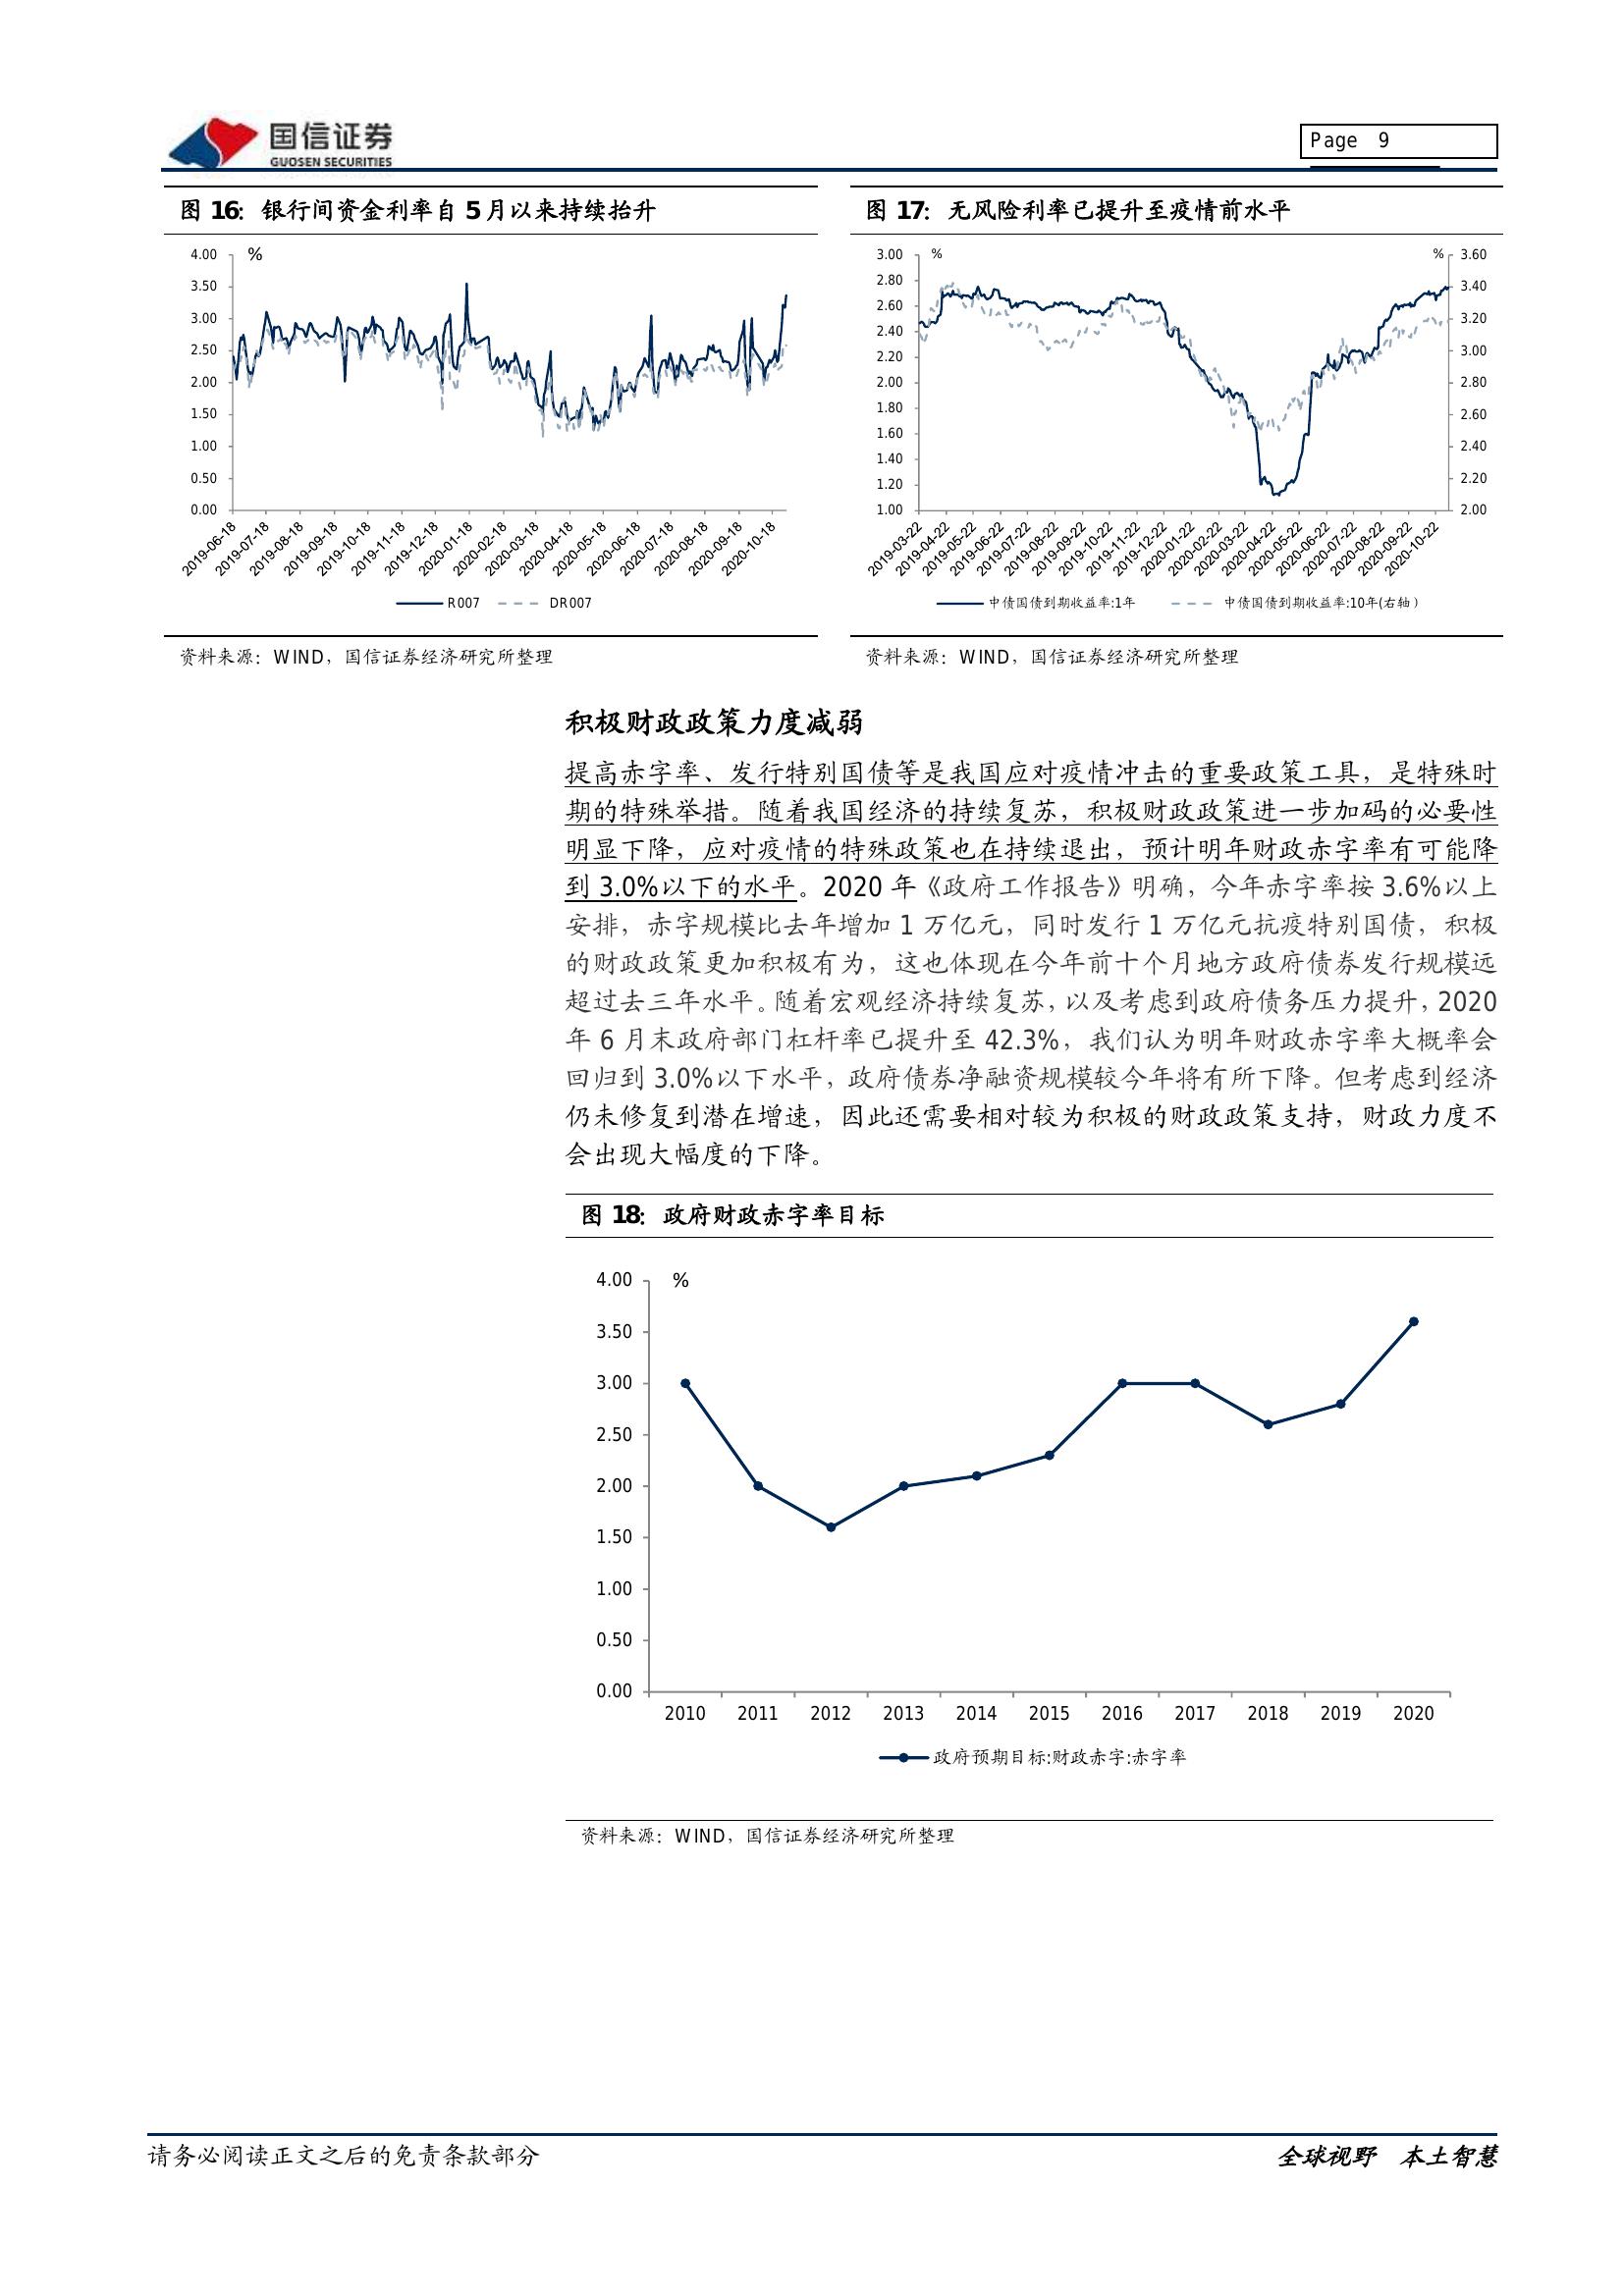 国信证券
GUOSEN SECURITIES
Page 9
图 16：银行间资金利率自 5 月以来持续抬升
%
4.00
3.50
3.00
2.50
2.00
1.50
1.00
0.50
0.00
2019-06-18
2019-07-18
2019-08-18
2019-09-18
2019-10-18
2019-11-18
2019-12-18
2020-01-18
2020-02-18
2020-03-18
2020-04-18
2020-05-18
2020-06-18
2020-07-18
2020-08-18
2020-09-18
2020-10-18
R007 DR007
资料来源：WIND，国信证券经济研究所整理
图 17：无风险利率已提升至疫情前水平
%
3.00
2.80
2.60
2.40
2.20
2.00
1.80
1.60
1.40
1.20
1.00
%
3.60
3.40
3.20
3.00
2.80
2.60
2.40
2.20
2.00
2019-03-22
2019-04-22
2019-05-22
2019-06-22
2019-07-22
2019-08-22
2019-09-22
2019-10-22
2019-11-22
2019-12-22
2020-01-22
2020-02-22
2020-03-22
2020-04-22
2020-05-22
2020-06-22
2020-07-22
2020-08-22
2020-09-22
2020-10-22
中债国债到期收益率:1年 中债国债到期收益率:10年(右轴)
资料来源：WIND，国信证券经济研究所整理
积极财政政策力度减弱
提高赤字率、发行特别国债等是我国应对疫情冲击的重要政策工具，是特殊时
期的特殊举措。随着我国经济的持续复苏，积极财政政策进一步加码的必要性
明显下降，应对疫情的特殊政策也在持续退出，预计明年财政赤字率有可能降
到 3.0%以下的水平。2020 年《政府工作报告》明确，今年赤字率按 3.6%以上
安排，赤字规模比去年增加 1 万亿元，同时发行 1 万亿元抗疫特别国债，积极
的财政政策更加积极有为，这也体现在今年前十个月地方政府债券发行规模远
超过去三年水平。随着宏观经济持续复苏，以及考虑到政府债务压力提升，2020
年 6 月末政府部门杠杆率已提升至 42.3%，我们认为明年财政赤字率大概率会
回归到 3.0%以下水平，政府债券净融资规模较今年将有所下降。但考虑到经济
仍未修复到潜在增速，因此还需要相对较为积极的财政政策支持，财政力度不
会出现大幅度的下降。
图 18：政府财政赤字率目标
%
4.00
3.50
3.00
2.50
2.00
1.50
1.00
0.50
0.00
2010 2011 2012 2013 2014 2015 2016 2017 2018 2019 2020
政府预期目标:财政赤字:赤字率
资料来源：WIND，国信证券经济研究所整理
请务必阅读正文之后的免责条款部分
全球视野 本土智慧